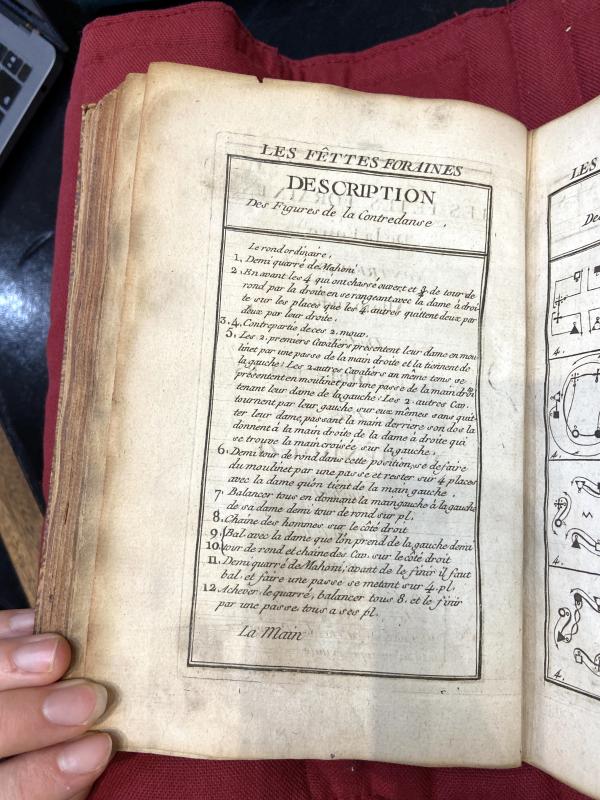 LES FÊTTES FORAINES
DESCRIPTION
Des Figures de la Contredanse.
Le rond ordinaire.
1. Demi quarré de Mahoni
2. En avant les 4 qui ont chassé ouvert et de tour de
rond par la droite en se rangeant avec la dame à droi-
te sur les places que les 4. autres quittent deux par
deux par leur droite.
3. 4. Contrepartie de ces 2. mouv.
5. Les 2. premiers Cavaliers présentent leur dame en mou-
linet par une passe de la main droite et la tiennent de
la gauche: Les 2 autres Cavaliers an même tems se
présentent en moulinet par une passe de la main droi
tenant leur dame de la gauche: Les 2. autres Cav.
tournent par leur gauche sur eux mêmes sans quit-
ter leur dame, passant la main derriere son dos la
donnent à la main droite de la dame à droite qui
se trouve la main croisée sur la gauche.
6. Demi tour de rond dans cette position, se défaire
du moulinet par une passe et rester sur 4 places
avec la dame qu'on tient de la main gauche.
7. Balancer tous en donnant la main gauche à la gauche
de sa dame demi tour de rond sur pl.
8. Chaine des hommes sur le côté droit
9. Bal. avec la dame que l'on prend de la gauche demi
10. tour de rond et chaine des Cav. sur le côté droit
11. Demi quarré de Mahoni; avant de le finir il faut
bal. et faire une passe se metant sur 4. pl.
12. Achever le quarré, balancer tous 8. et le finir
par une passe tous a ses pl.
La Main
LES
De
4.
4.
4.
4.